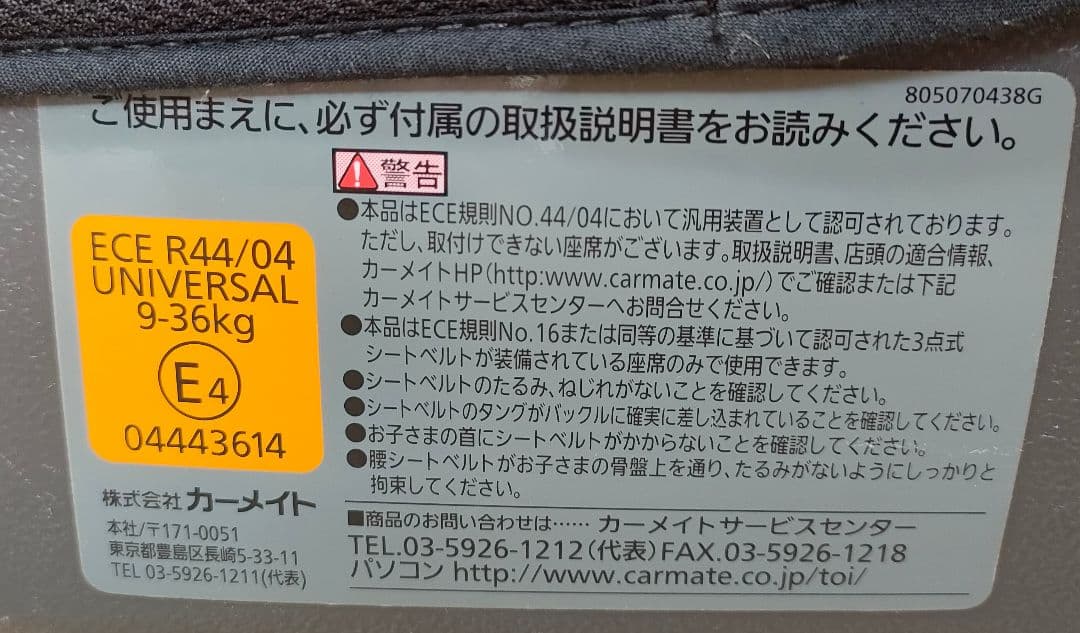 805070438G
ご使用まえに、必ず付属の取扱説明書をお読みください。
警告
●本品はECE規則NO.44/04において汎用装置として認可されております。
ただし、取付けできない座席がございます。取扱説明書、店頭の適合情報、
カーメイトHP(http:www.carmate.co.jp/)でご確認または下記
カーメイトサービスセンターへお問合せください。
●本品はECE規則No.16または同等の基準に基づいて認可された3点式
シートベルトが装備されている座席のみで使用できます。
●シートベルトのたるみ、ねじれがないことを確認してください。
●シートベルトのタングがバックルに確実に差し込まれていることを確認してください。
●お子さまの首にシートベルトがかからないことを確認してください。
●腰シートベルトがお子さまの骨盤上を通り、たるみがないようにしっかりと
拘束してください。
ECE R44/04
UNIVERSAL
9-36kg
E4
04443614
株式会社 カーメイト
本社/〒171-0051
東京都豊島区長崎5-33-11
TEL 03-5926-1211(代表)
■商品のお問い合わせは…… カーメイトサービスセンター
TEL.03-5926-1212(代表)FAX.03-5926-1218
パソコン http://www.carmate.co.jp/toi/